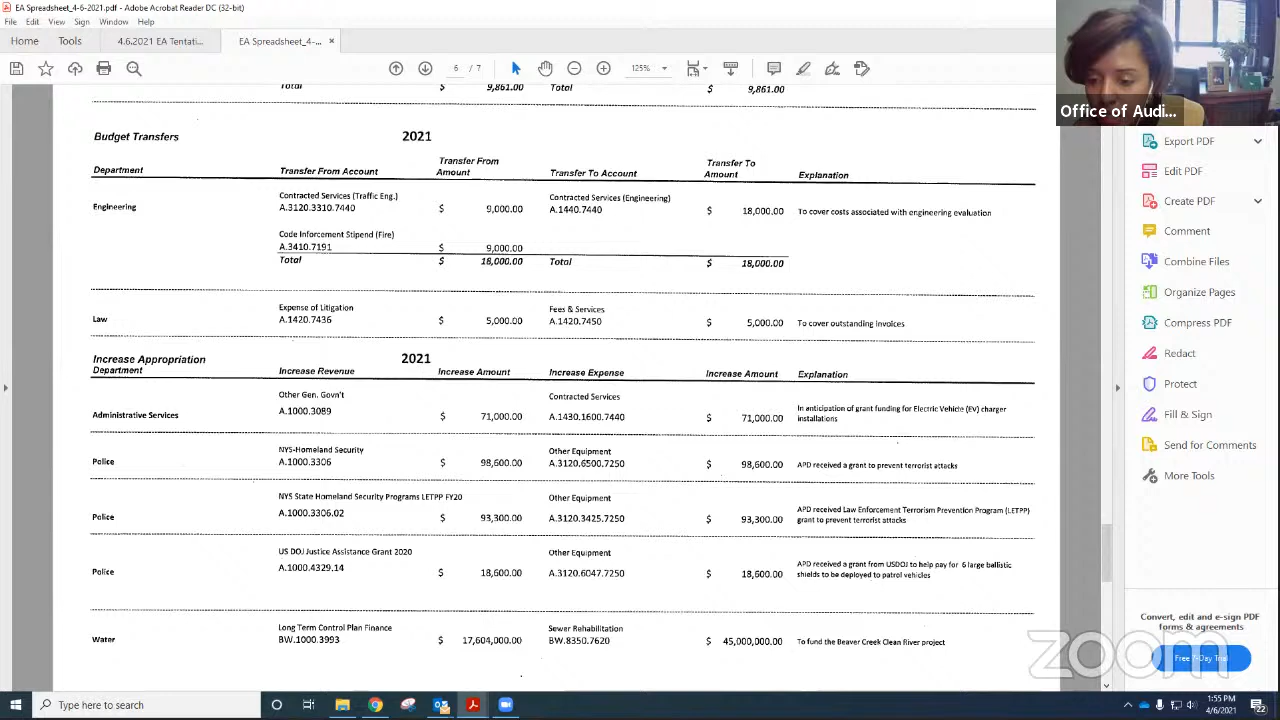 EA Spreadsheet_4-6-2021.pdf - Adobe Acrobat Reader DC (32-bit)
File Edit View Sign Window Help
Home Tools 4.6.2021 EA Tentativ... EA Spreadsheet_4-... ×
6 / 7 125%
Total $ 9,861.00 Total $ 9,861.00
Budget Transfers 2021
Department Transfer From Account Transfer From Amount Transfer To Account Transfer To Amount Explanation
Contracted Services (Traffic Eng.) Contracted Services (Engineering)
Engineering A.3120.3310.7440 $ 9,000.00 A.1440.7440 $ 18,000.00 To cover costs associated with engineering evaluation
Code Inforcement Stipend (Fire)
A.3410.7191 $ 9,000.00
Total $ 18,000.00 Total $ 18,000.00
Expense of Litigation Fees & Services
Law A.1420.7436 $ 5,000.00 A.1420.7450 $ 5,000.00 To cover outstanding invoices
Increase Appropriation 2021
Department Increase Revenue Increase Amount Increase Expense Increase Amount Explanation
Other Gen. Govn't Contracted Services
Administrative Services A.1000.3089 $ 71,000.00 A.1430.1600.7440 $ 71,000.00 In anticipation of grant funding for Electric Vehicle (EV) charger
installations
NYS-Homeland Security Other Equipment
Police A.1000.3306 $ 98,600.00 A.3120.6500.7250 $ 98,600.00 APD received a grant to prevent terrorist attacks
NYS State Homeland Security Programs LETPP FY20 Other Equipment
Police A.1000.3306.02 $ 93,300.00 A.3120.3425.7250 $ 93,300.00 APD received Law Enforcement Terrorism Prevention Program (LETPP)
grant to prevent terrorist attacks
US DOJ Justice Assistance Grant 2020 Other Equipment
Police A.1000.4329.14 $ 18,600.00 A.3120.6047.7250 $ 18,600.00 APD received a grant from USDOJ to help pay for 6 large ballistic
shields to be deployed to patrol vehicles
Long Term Control Plan Finance Sewer Rehabilitation
Water BW.1000.3993 $ 17,604,000.00 BW.8350.7620 $ 45,000,000.00 To fund the Beaver Creek Clean River project
Office of Audi...
Export PDF
Edit PDF
Create PDF
Comment
Combine Files
Organize Pages
Compress PDF
Redact
Protect
Fill & Sign
Send for Comments
More Tools
Convert, edit and e-sign PDF
forms & agreements
Free 7-Day Trial
zoom
Type here to search
1:55 PM
4/6/2021